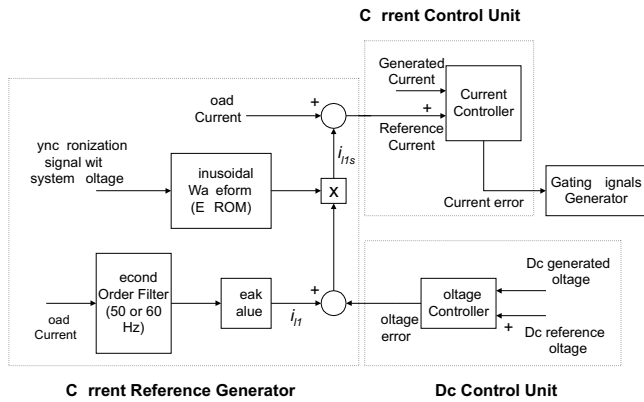 C rrent Control Unit
Generated
Current
Current
Controller
oad
Current
+
+
Reference
Current
ync ronization
signal wit
system oltage
inusoidal
Wa eform
(E ROM)
i_l1s
X
Current error
Gating ignals
Generator
econd
Order Filter
(50 or 60
Hz)
oad
Current
eak
alue
+
i_l1
oltage
error
oltage
Controller
Dc generated
oltage
+
Dc reference
oltage
C rrent Reference Generator
Dc Control Unit